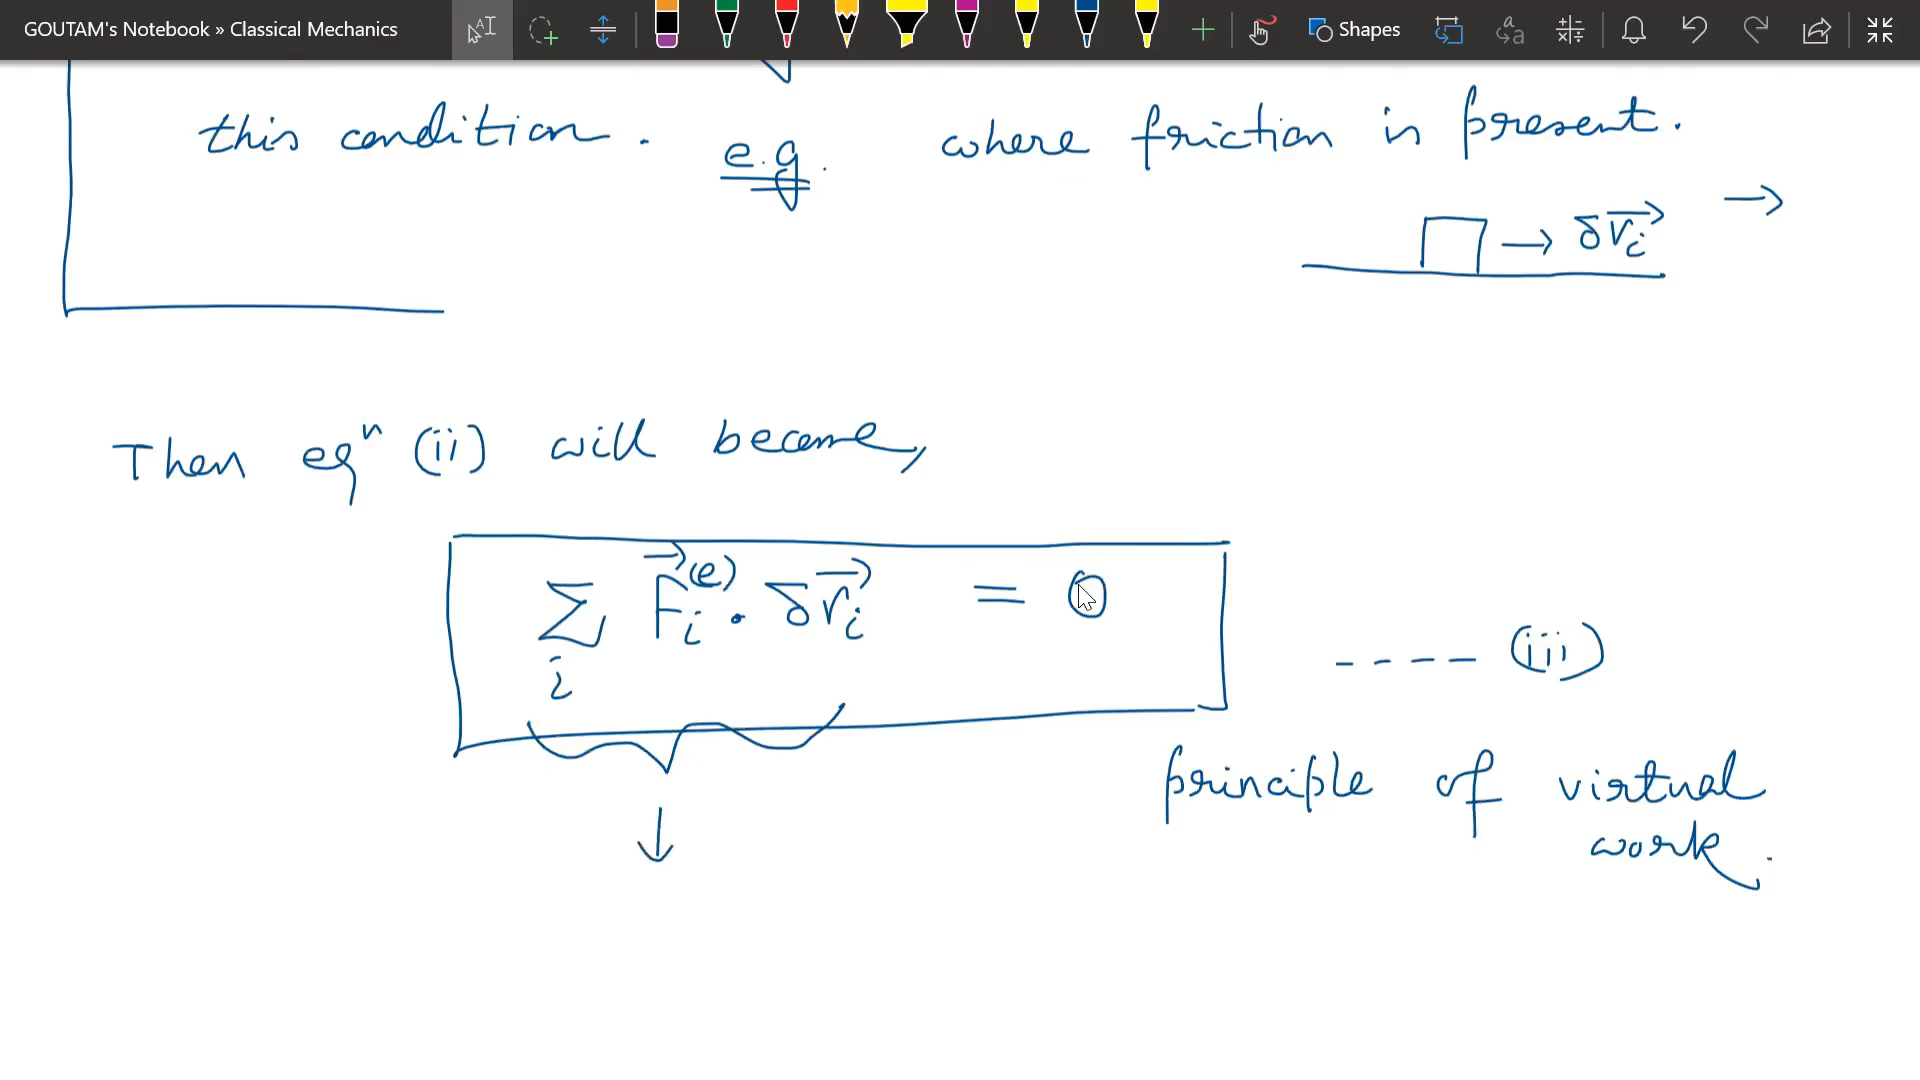 GOUTAM's Notebook » Classical Mechanics
Shapes
this condition. e.g. where friction is present.
→ δr⃗ᵢ →
Then eqⁿ (ii) will become,
∑ᵢ F⃗ᵢ⁽ᵉ⁾ · δr⃗ᵢ = 0
---- (iii)
principle of virtual
work.